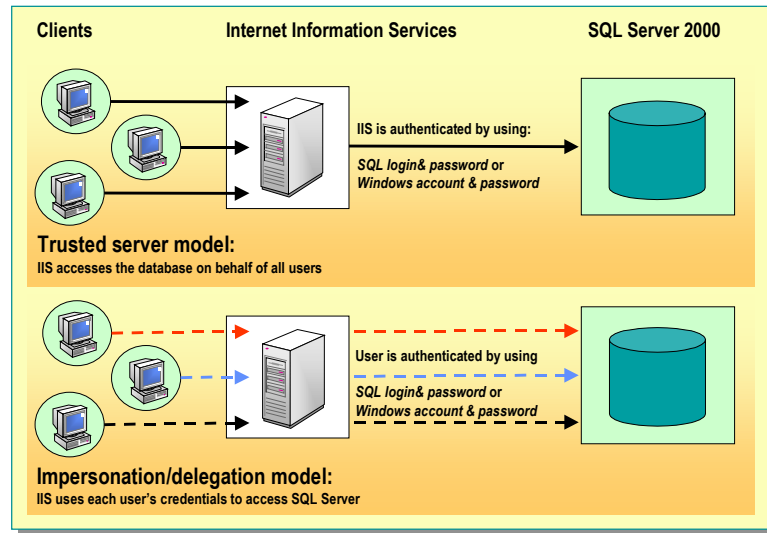 Clients
Internet Information Services
SQL Server 2000
IIS is authenticated by using:
SQL login& password or
Windows account & password
Trusted server model:
IIS accesses the database on behalf of all users
User is authenticated by using
SQL login& password or
Windows account & password
Impersonation/delegation model:
IIS uses each user's credentials to access SQL Server